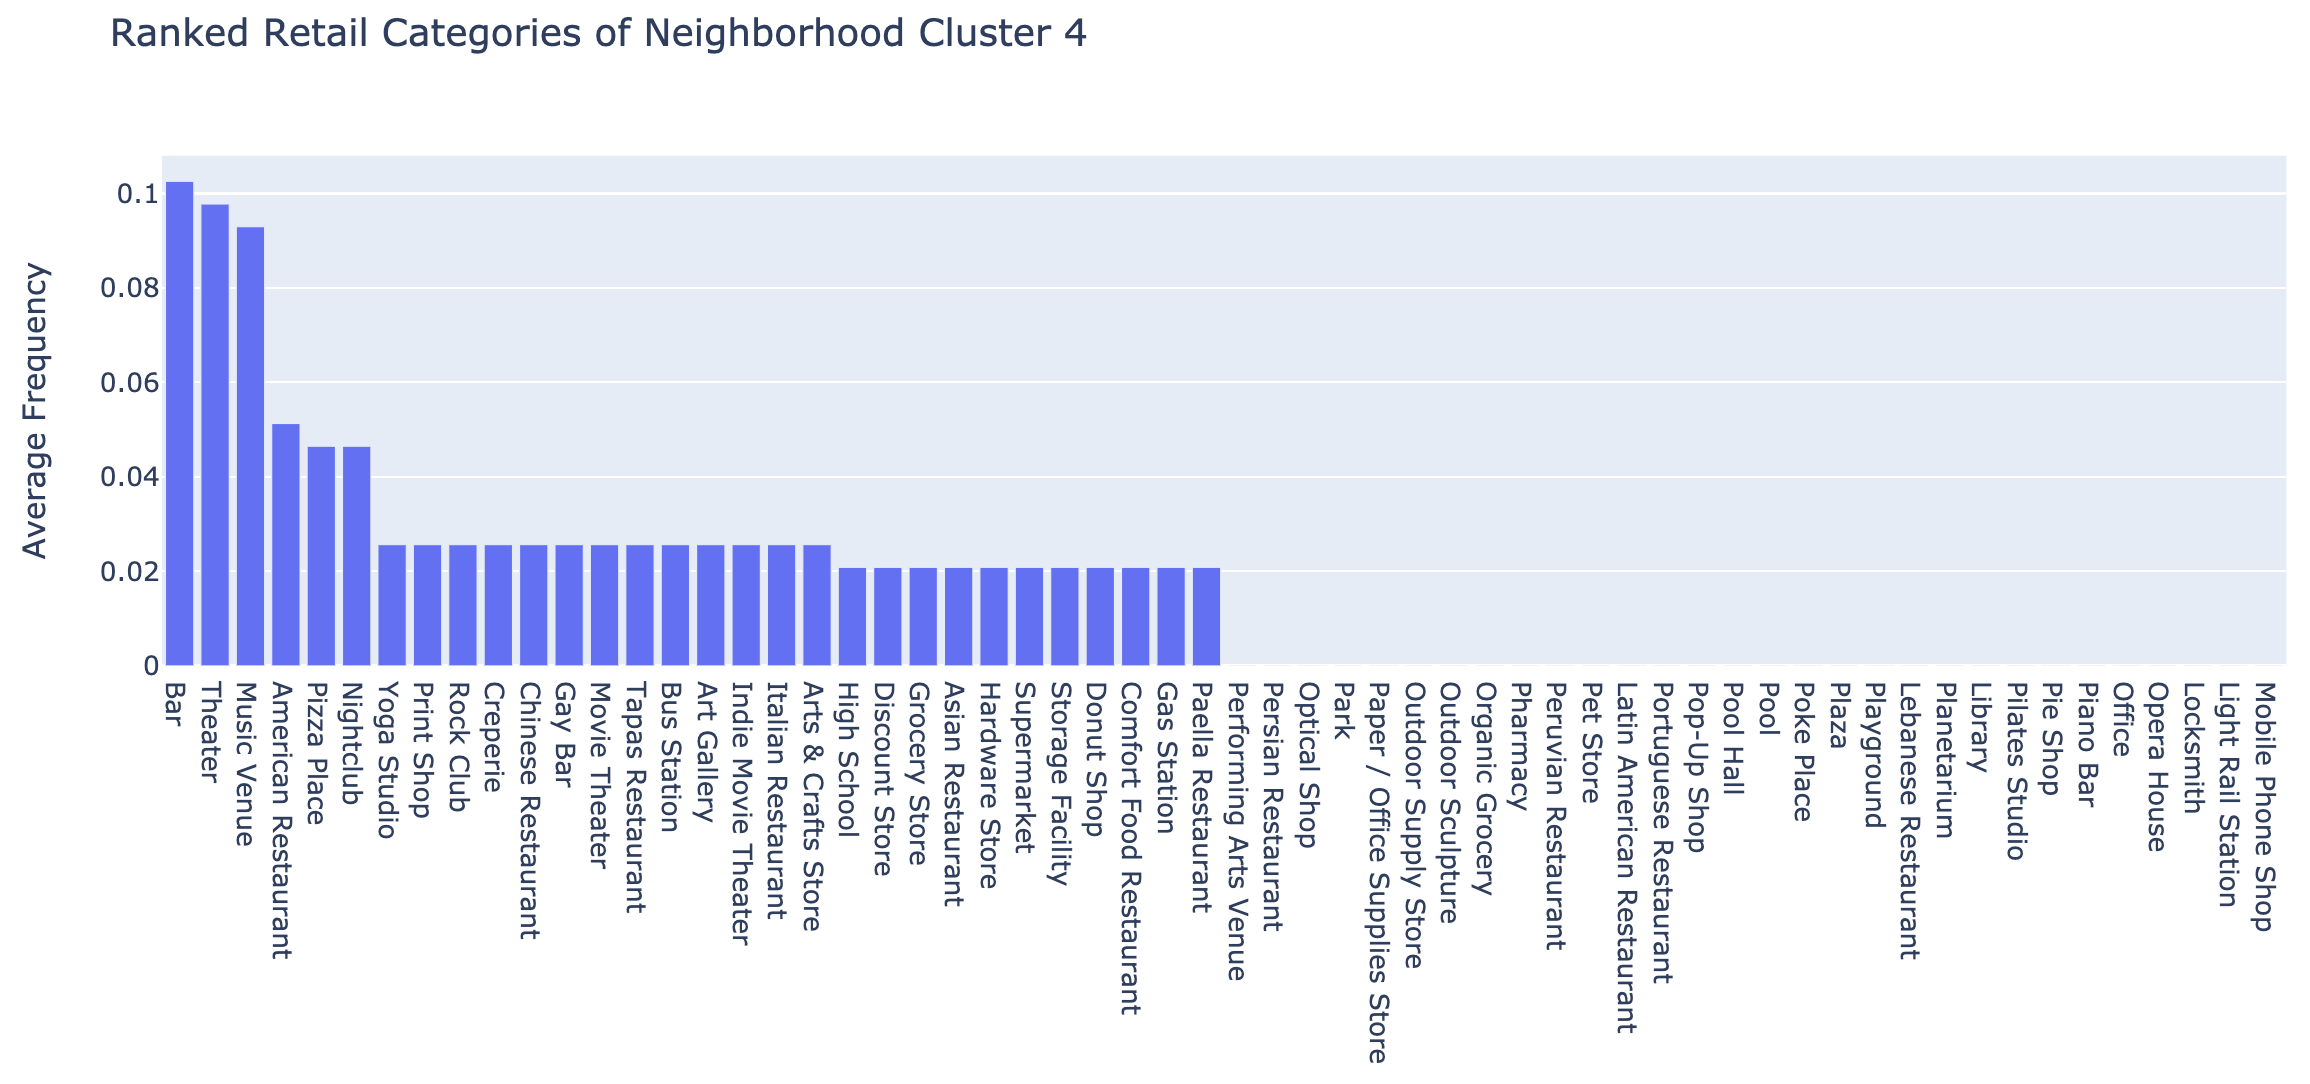 Ranked Retail Categories of Neighborhood Cluster 4
Average Frequency
0.1
0.08
0.06
0.04
0.02
0
Bar
Theater
Music Venue
American Restaurant
Pizza Place
Nightclub
Yoga Studio
Print Shop
Rock Club
Creperie
Chinese Restaurant
Gay Bar
Movie Theater
Tapas Restaurant
Bus Station
Art Gallery
Indie Movie Theater
Italian Restaurant
Arts & Crafts Store
High School
Discount Store
Grocery Store
Asian Restaurant
Hardware Store
Supermarket
Storage Facility
Donut Shop
Comfort Food Restaurant
Gas Station
Paella Restaurant
Performing Arts Venue
Persian Restaurant
Optical Shop
Park
Paper / Office Supplies Store
Outdoor Supply Store
Outdoor Sculpture
Organic Grocery
Pharmacy
Peruvian Restaurant
Pet Store
Latin American Restaurant
Portuguese Restaurant
Pop-Up Shop
Pool Hall
Pool
Poke Place
Plaza
Playground
Lebanese Restaurant
Planetarium
Library
Pilates Studio
Pie Shop
Piano Bar
Office
Opera House
Locksmith
Light Rail Station
Mobile Phone Shop